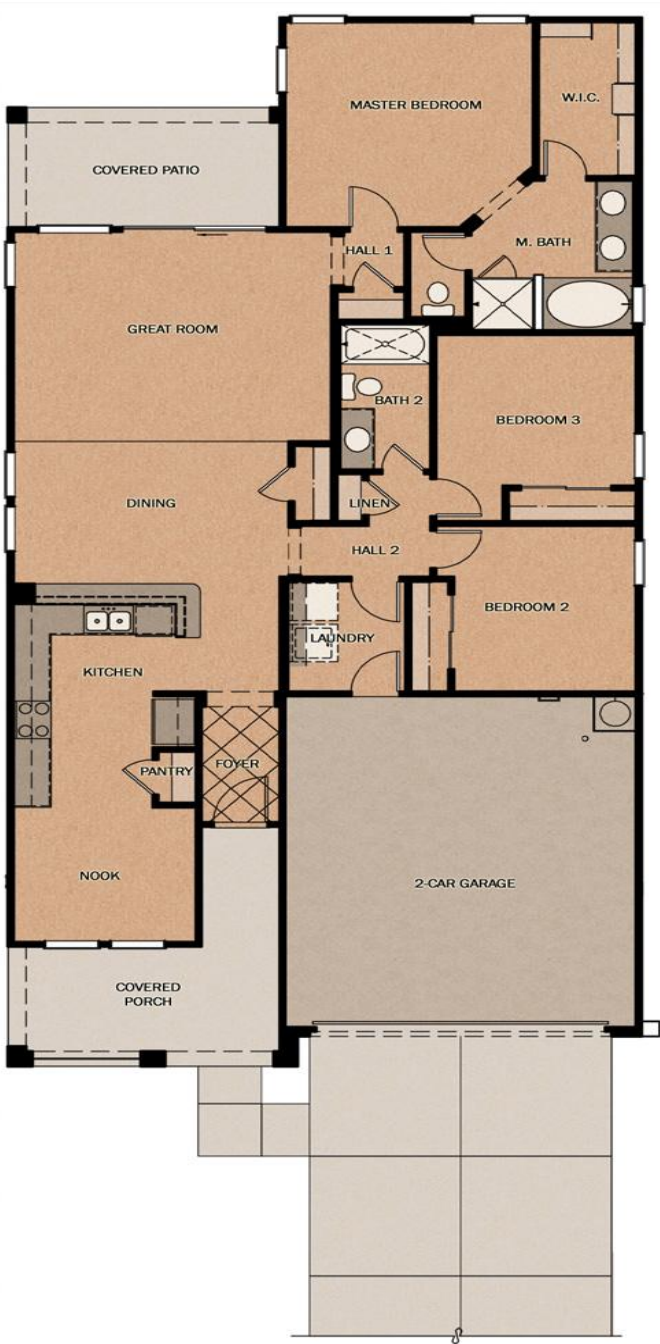 MASTER BEDROOM
W.I.C.
COVERED PATIO
HALL 1
M. BATH
GREAT ROOM
BATH 2
BEDROOM 3
DINING
LINEN
HALL 2
BEDROOM 2
LAUNDRY
KITCHEN
FOYER
PANTRY
NOOK
2-CAR GARAGE
COVERED
PORCH